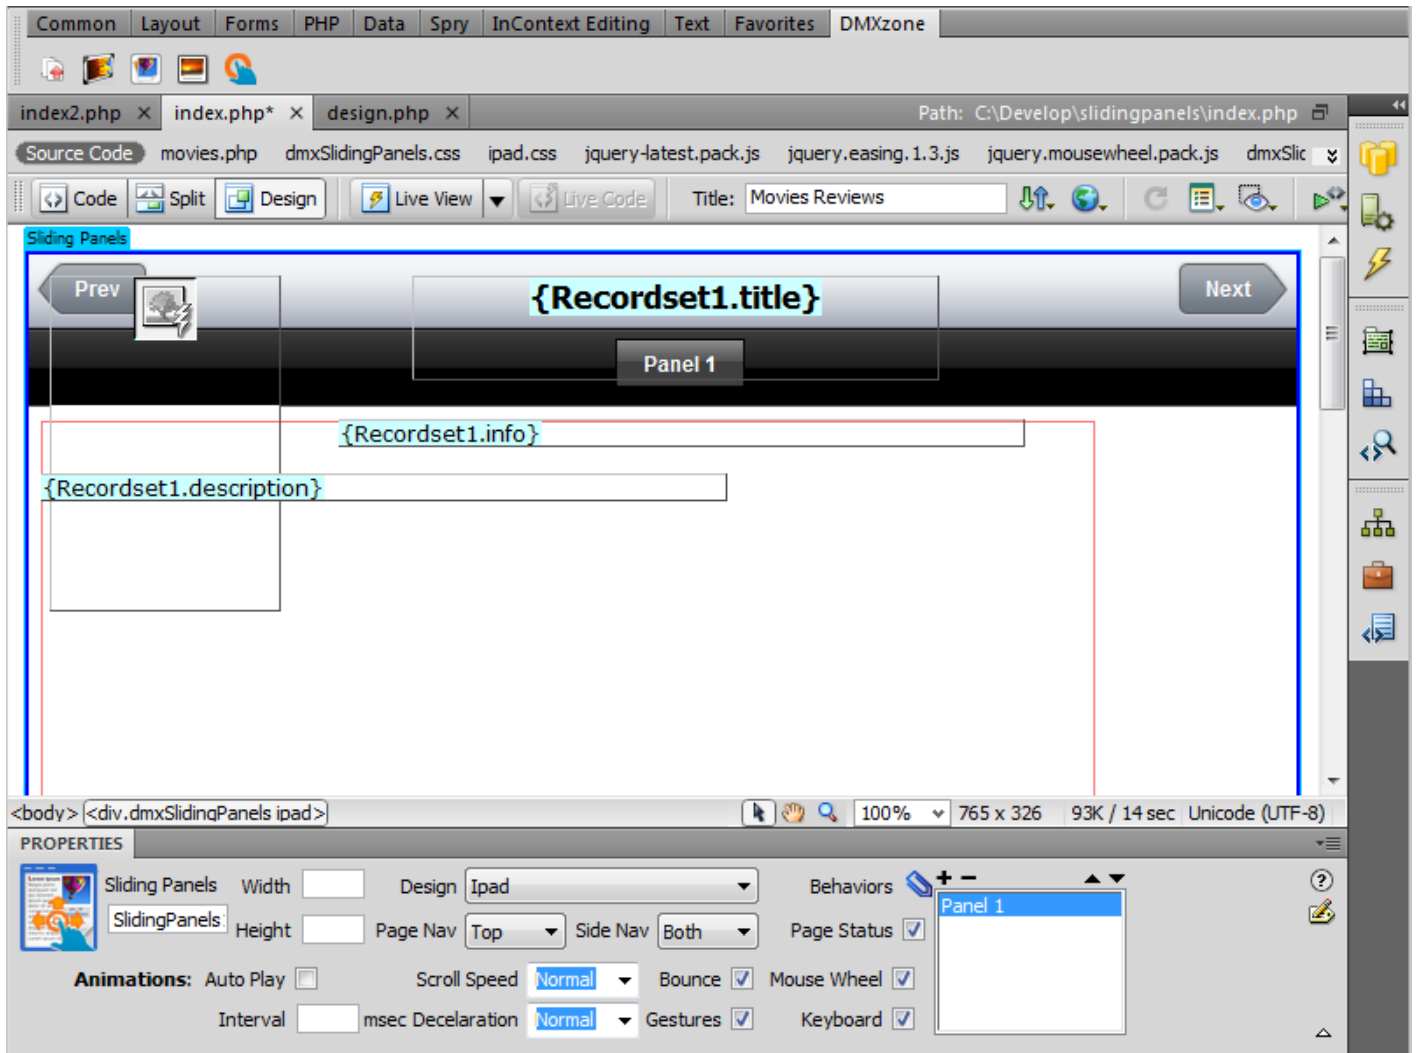 Common Layout Forms PHP Data Spry InContext Editing Text Favorites DMXzone
index2.php × index.php* × design.php × Path: C:\Develop\slidingpanels\index.php
Source Code movies.php dmxSlidingPanels.css ipad.css jquery-latest.pack.js jquery.easing.1.3.js jquery.mousewheel.pack.js dmxSlic
Code Split Design Live View Live Code Title: Movies Reviews
Sliding Panels
Prev {Recordset1.title} Next
Panel 1
{Recordset1.info}
{Recordset1.description}
<body> <div.dmxSlidingPanels ipad> 100% 765 x 326 93K / 14 sec Unicode (UTF-8)
PROPERTIES
Sliding Panels Width Design Ipad Behaviors
SlidingPanels: Height Page Nav Top Side Nav Both Page Status Panel 1
Animations: Auto Play Scroll Speed Normal Bounce Mouse Wheel
Interval msec Decelaration Normal Gestures Keyboard